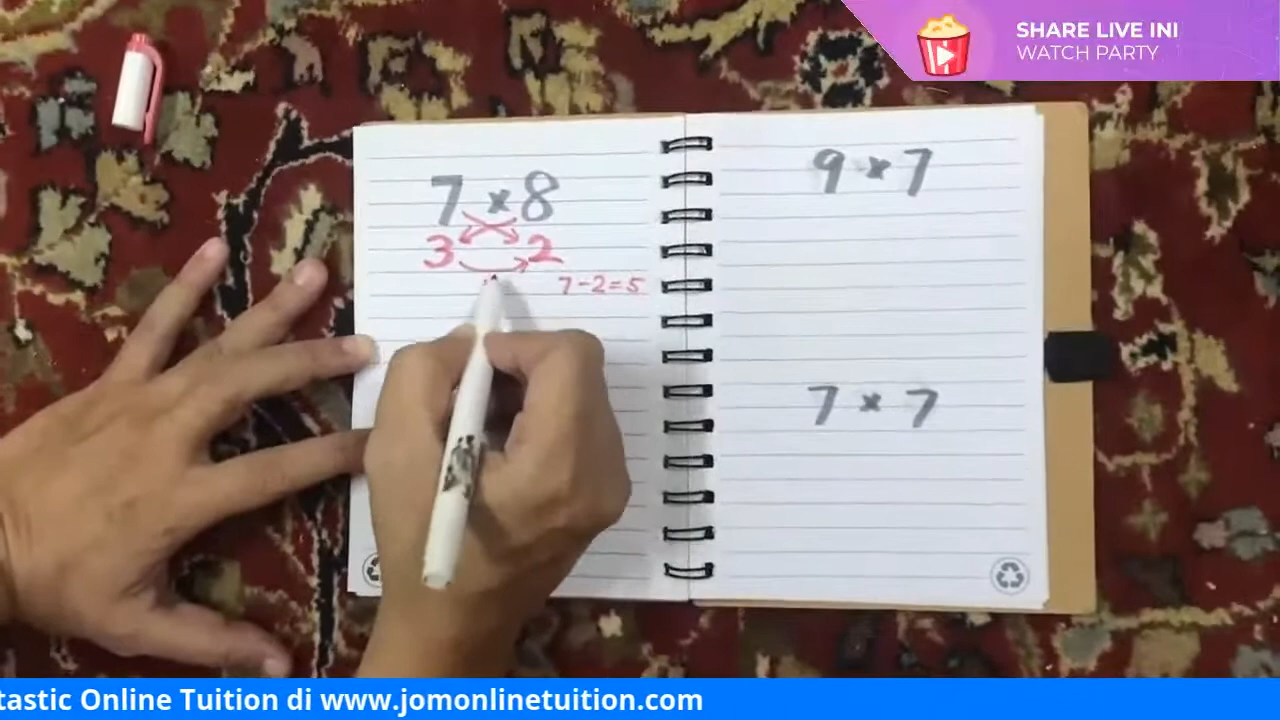 SHARE LIVE INI
WATCH PARTY
7 × 8
3 2
7-2=5
9 × 7
7 × 7
tastic Online Tuition di www.jomonlinetuition.com